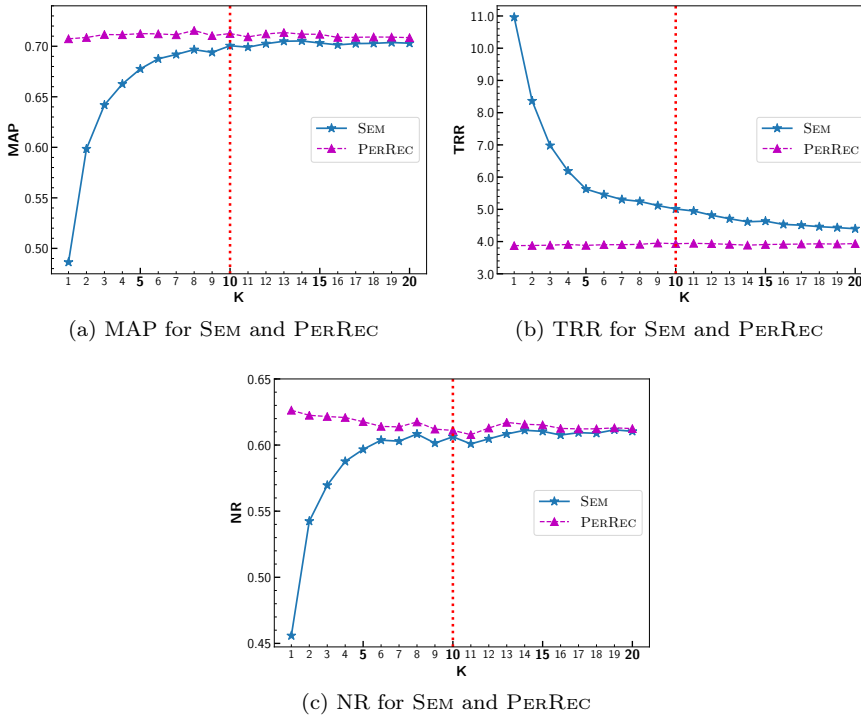 0.70
0.65
0.60
0.55
0.50
MAP
SEM
PERREC
1 2 3 4 5 6 7 8 9 10 11 12 13 14 15 16 17 18 19 20
K
(a) MAP for SEM and PERREC
11.0
10.0
9.0
8.0
7.0
6.0
5.0
4.0
3.0
TRR
SEM
PERREC
1 2 3 4 5 6 7 8 9 10 11 12 13 14 15 16 17 18 19 20
K
(b) TRR for SEM and PERREC
0.65
0.60
0.55
0.50
0.45
NR
SEM
PERREC
1 2 3 4 5 6 7 8 9 10 11 12 13 14 15 16 17 18 19 20
K
(c) NR for SEM and PERREC